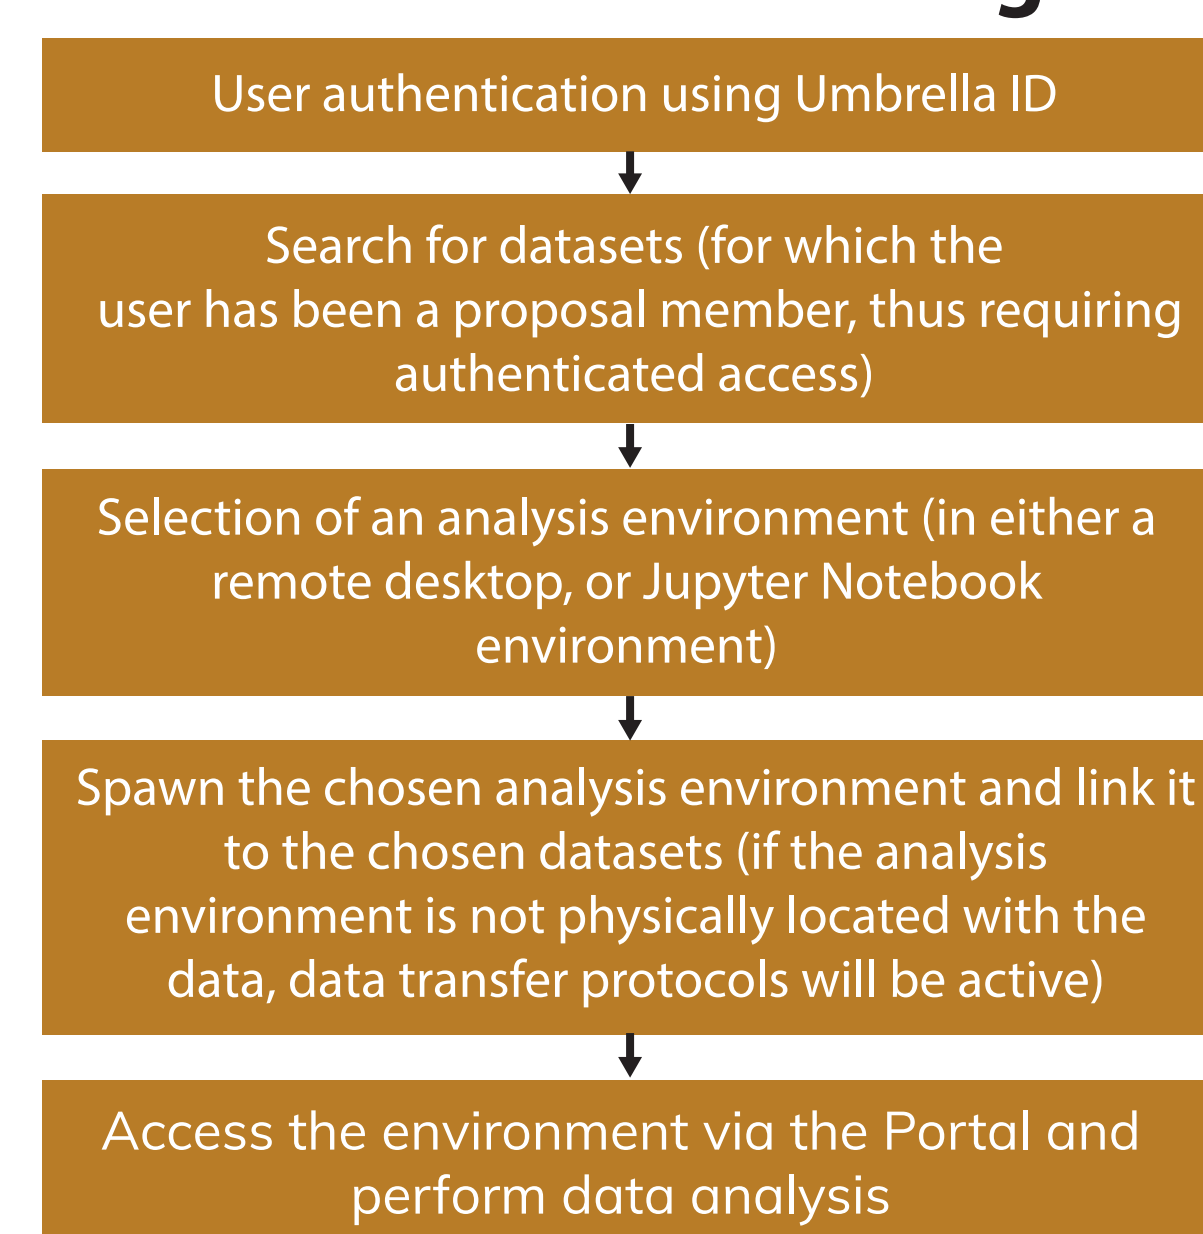 User authentication using Umbrella ID
Search for datasets (for which the
user has been a proposal member, thus requiring
authenticated access)
Selection of an analysis environment (in either a
remote desktop, or Jupyter Notebook
environment)
Spawn the chosen analysis environment and link it
to the chosen datasets (if the analysis
environment is not physically located with the
data, data transfer protocols will be active)
Access the environment via the Portal and
perform data analysis